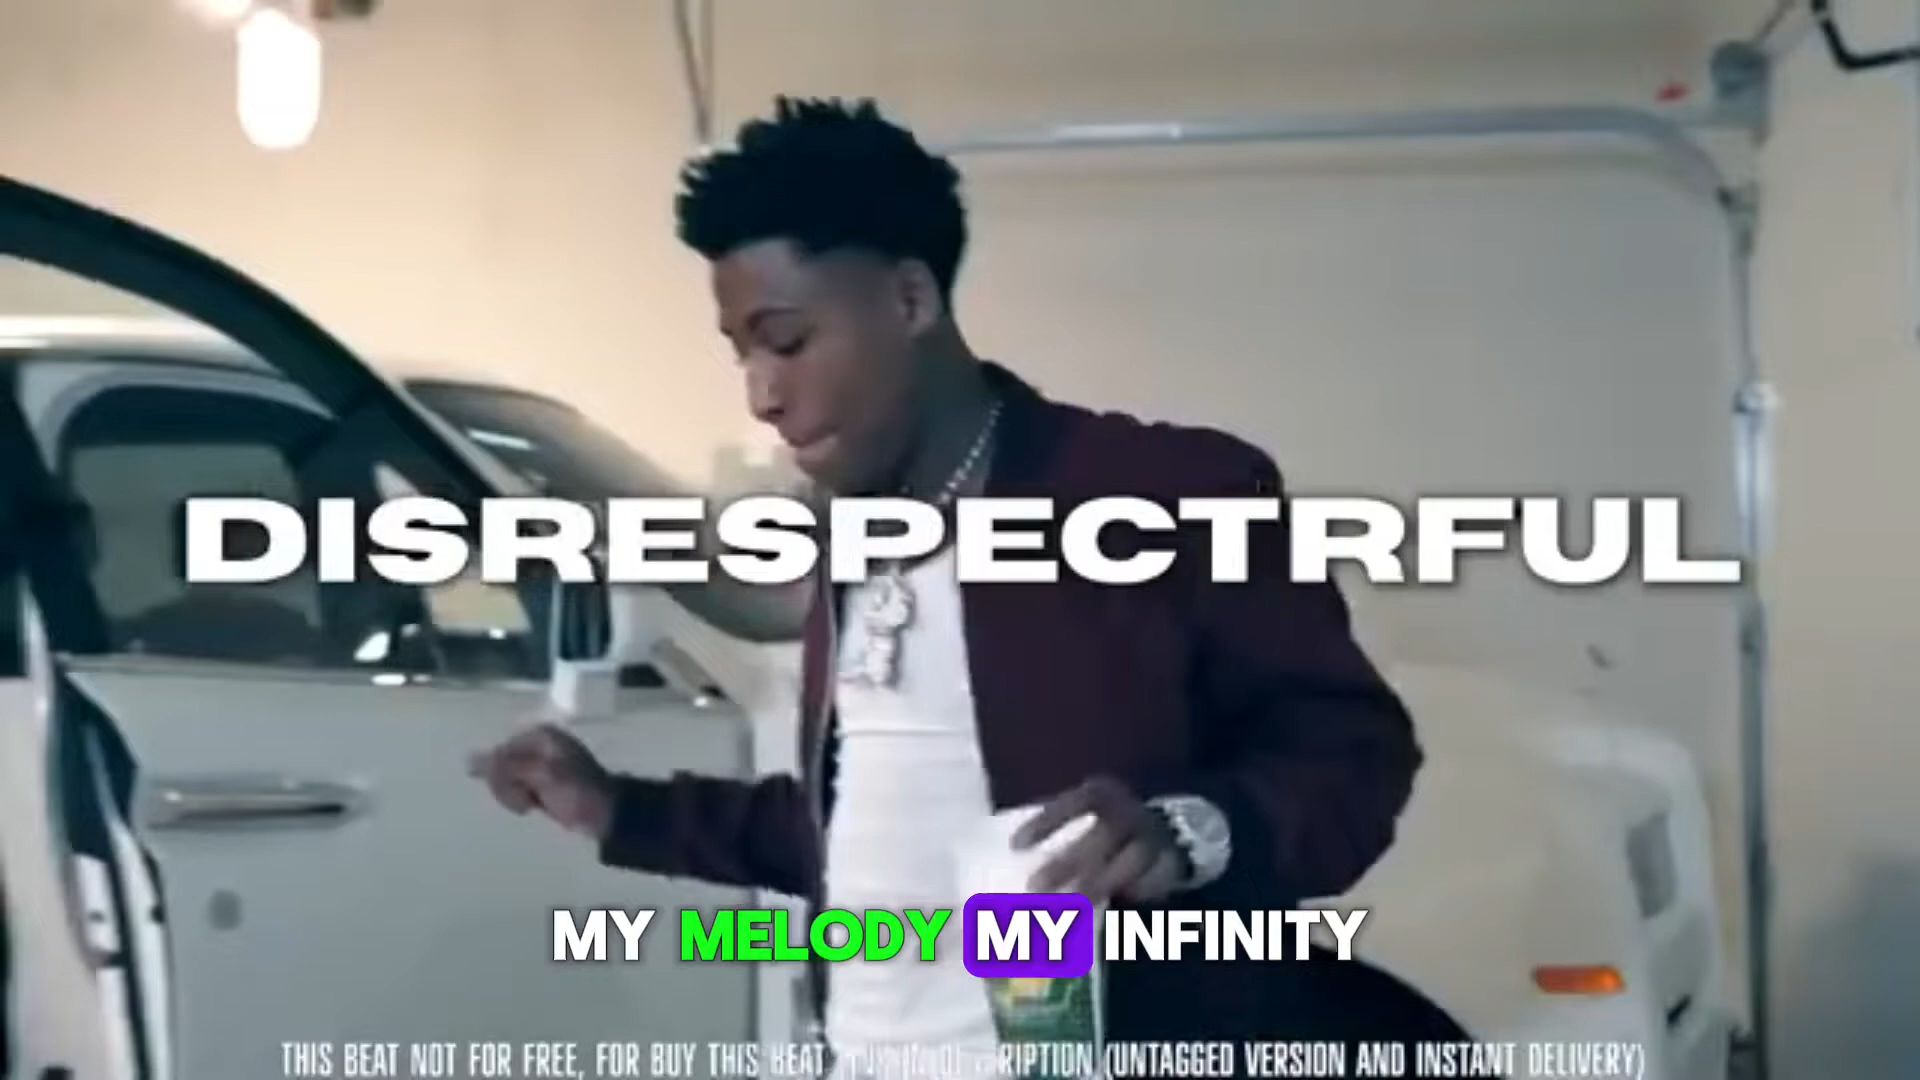 DISRESPECTRFUL
MY MELODY MY INFINITY
THIS BEAT NOT FOR FREE, FOR BUY THIS BEAT (UNTAGGED VERSION AND INSTANT DELIVERY)